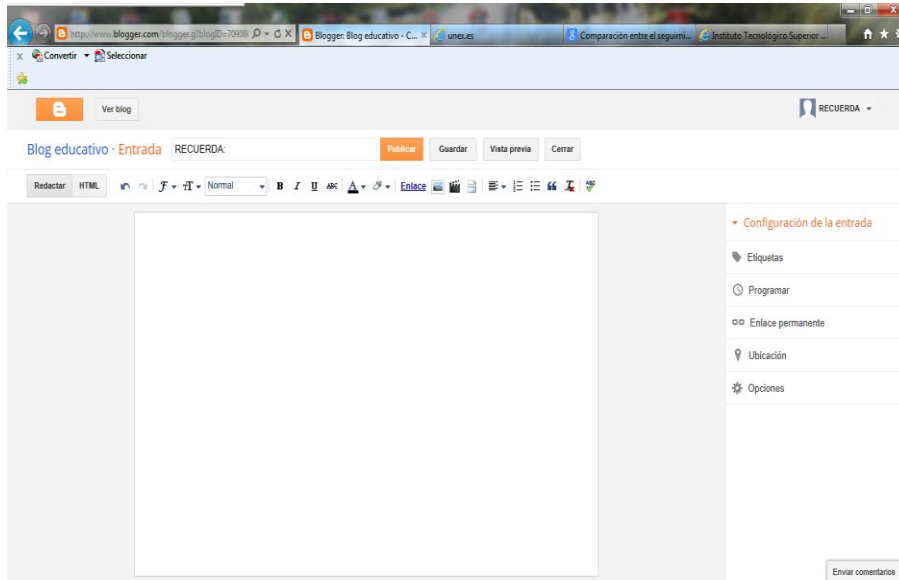 http://www.blogger.com/blogger.g?blogID=70908
Blogger: Blog educativo - C...
unex.es
Comparación entre el seguimi...
Instituto Tecnológico Superior ...
x Convertir Seleccionar
Ver blog
RECUERDA
Blog educativo · Entrada RECUERDA: Publicar Guardar Vista previa Cerrar
Redactar HTML Normal B I U ABC A Enlace ABC
Configuración de la entrada
Etiquetas
Programar
Enlace permanente
Ubicación
Opciones
Enviar comentarios